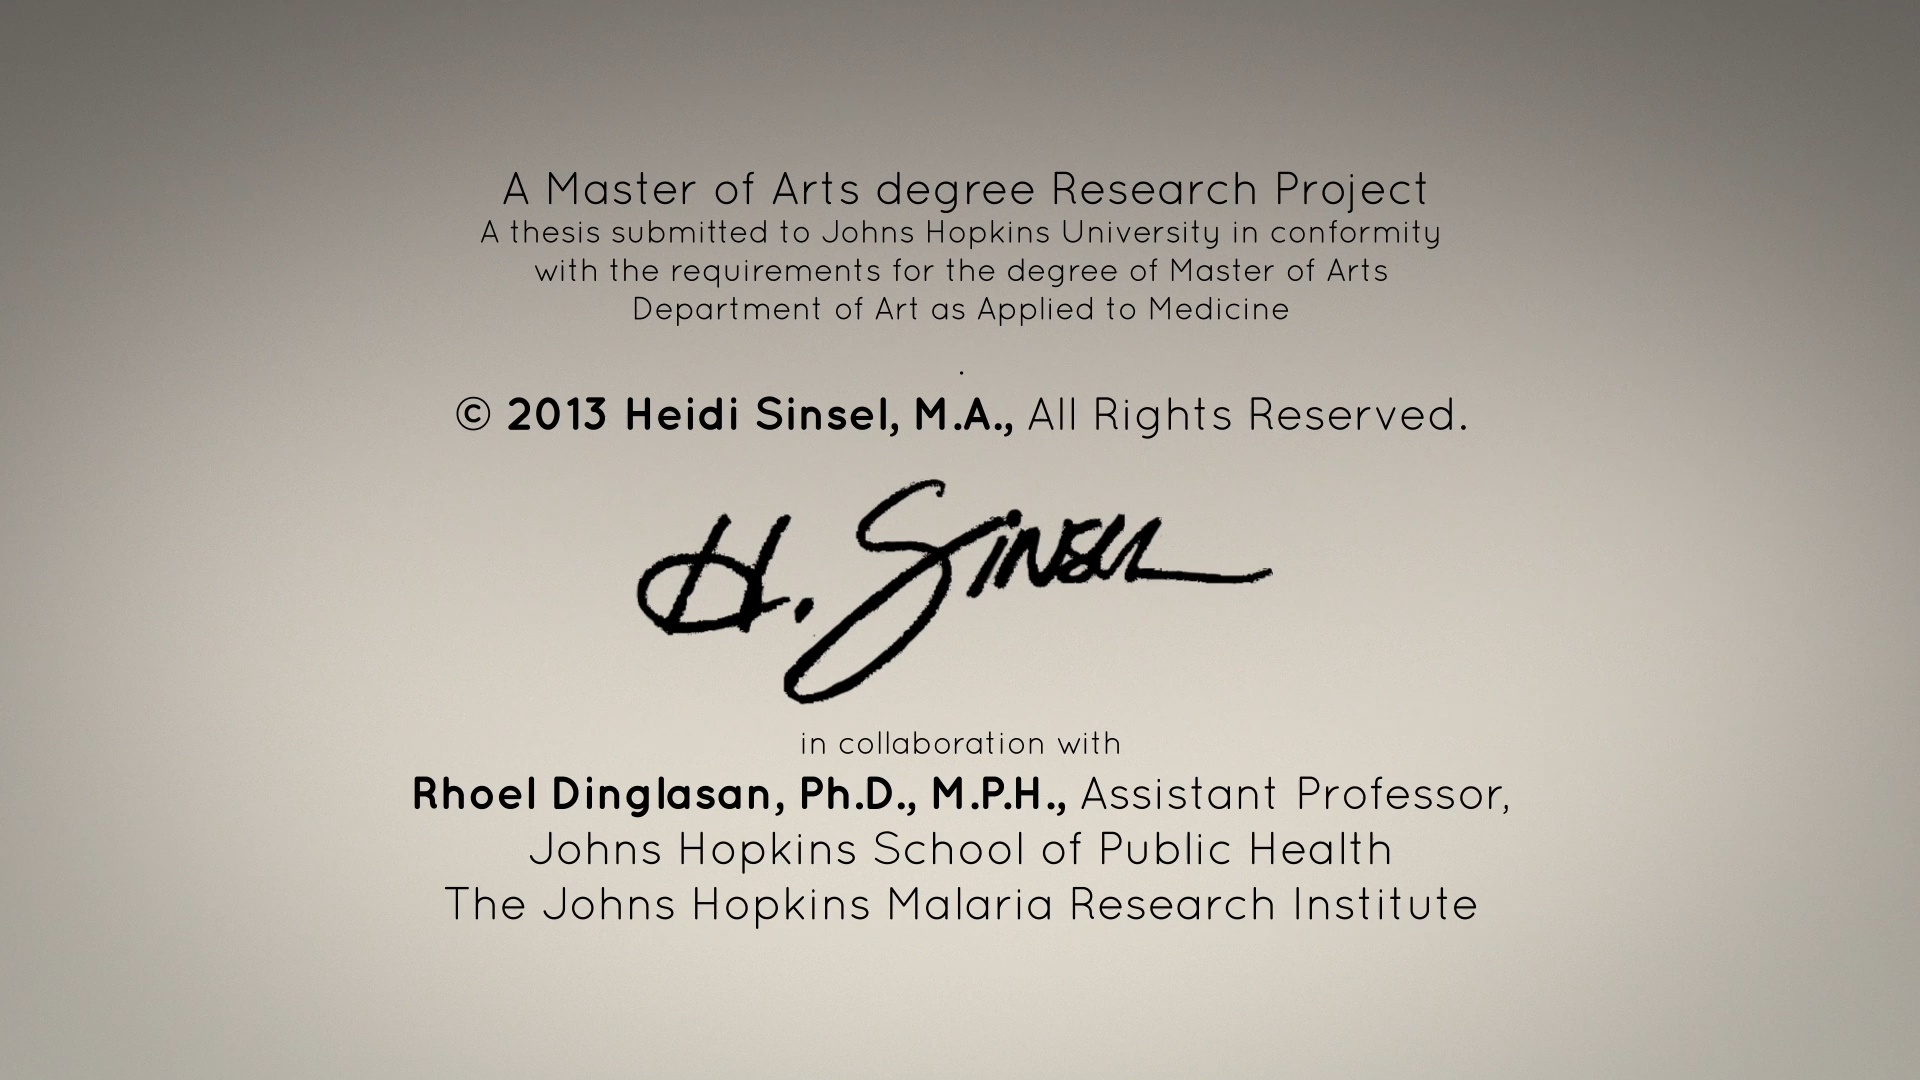 A Master of Arts degree Research Project
A thesis submitted to Johns Hopkins University in conformity
with the requirements for the degree of Master of Arts
Department of Art as Applied to Medicine
.
© 2013 Heidi Sinsel, M.A., All Rights Reserved.
H. Sinsel
in collaboration with
Rhoel Dinglasan, Ph.D., M.P.H., Assistant Professor,
Johns Hopkins School of Public Health
The Johns Hopkins Malaria Research Institute